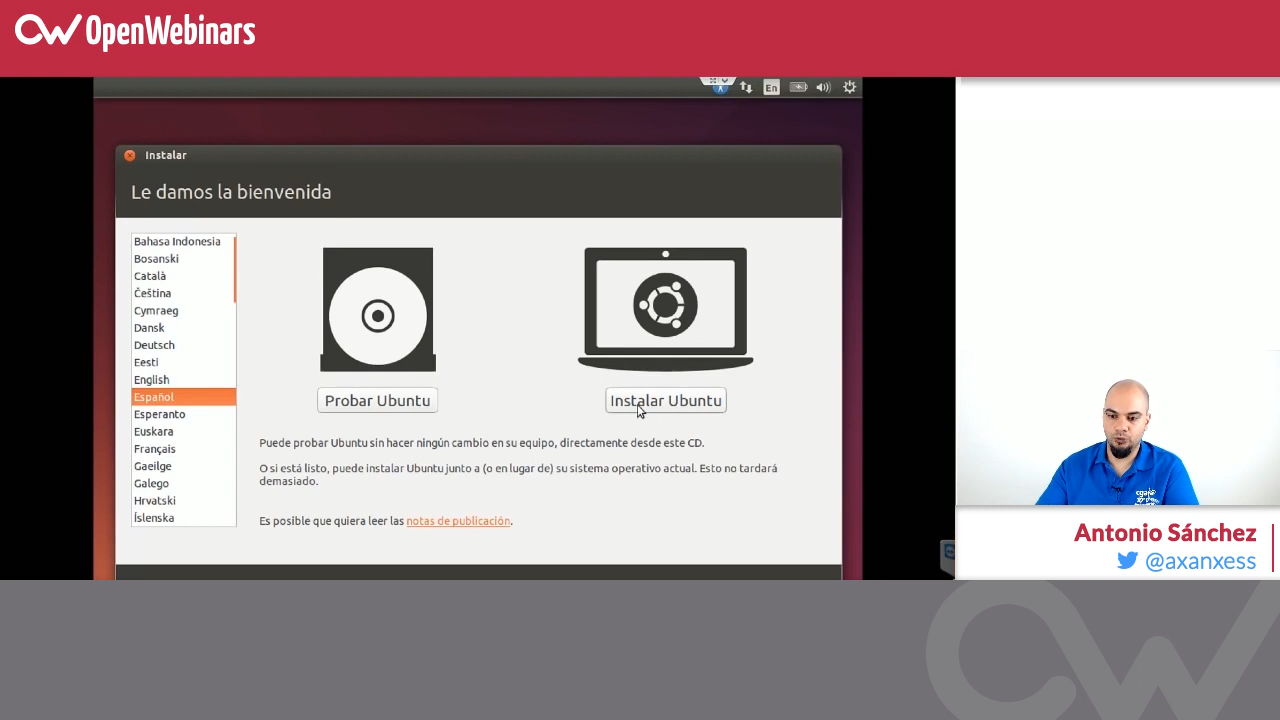 OpenWebinars
En
Instalar
Le damos la bienvenida
Bahasa Indonesia
Bosanski
Català
Čeština
Cymraeg
Dansk
Deutsch
Eesti
English
Español
Esperanto
Euskara
Français
Gaeilge
Galego
Hrvatski
Íslenska
Probar Ubuntu
Instalar Ubuntu
Puede probar Ubuntu sin hacer ningún cambio en su equipo, directamente desde este CD.
O si está listo, puede instalar Ubuntu junto a (o en lugar de) su sistema operativo actual. Esto no tardará
demasiado.
Es posible que quiera leer las notas de publicación.
Antonio Sánchez
@axanxess